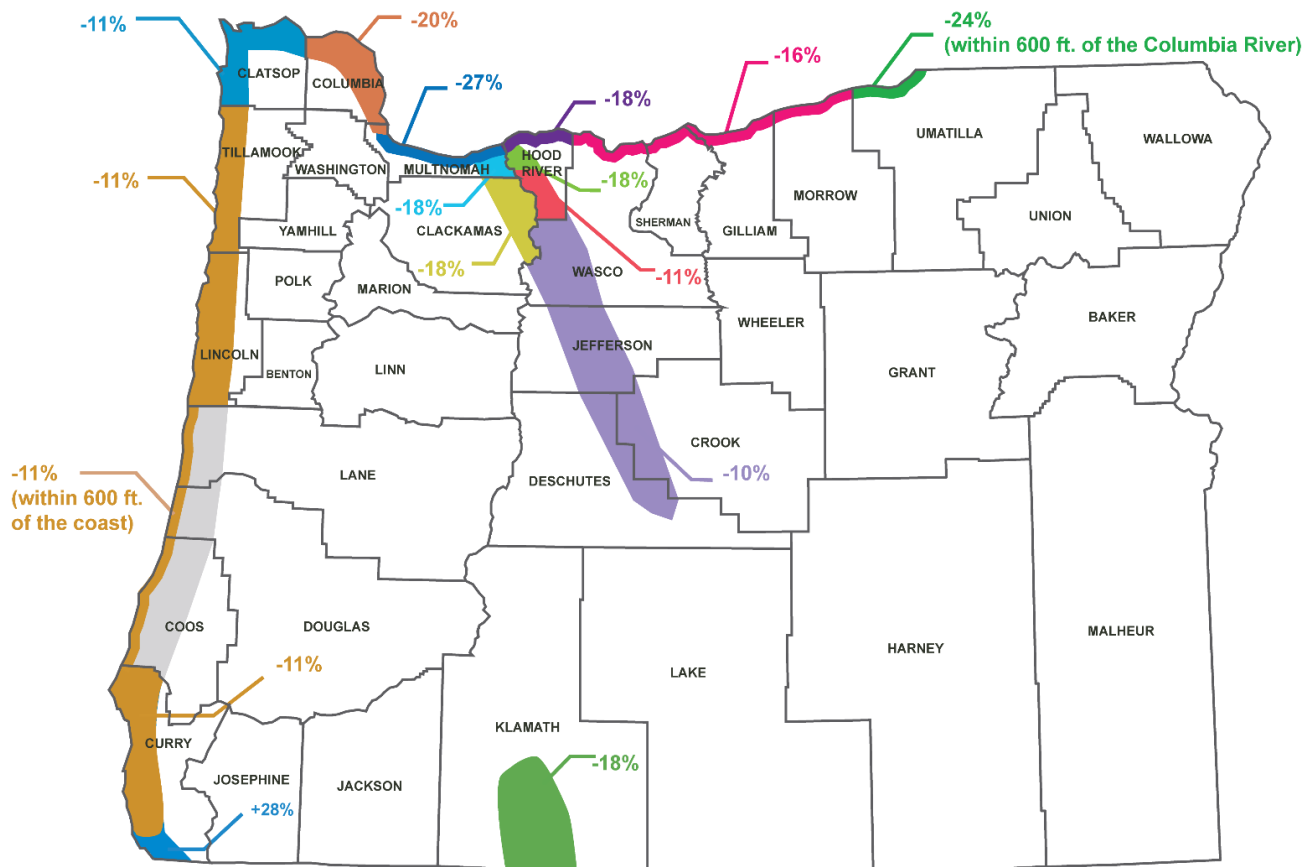 -11%
-20%
-24%
(within 600 ft. of the Columbia River)
-16%
CLATSOP
COLUMBIA
-27%
-18%
UMATILLA
WALLOWA
TILLAMOOK
WASHINGTON
MULTNOMAH
HOOD
RIVER
-11%
-18%
-18%
MORROW
SHERMAN
GILLIAM
UNION
YAMHILL
CLACKAMAS
-18%
-11%
WASCO
POLK
MARION
WHEELER
BAKER
JEFFERSON
LINCOLN
BENTON
LINN
GRANT
CROOK
-11%
(within 600 ft.
of the coast)
LANE
DESCHUTES
-10%
COOS
DOUGLAS
MALHEUR
HARNEY
-11%
LAKE
CURRY
KLAMATH
-18%
JOSEPHINE
JACKSON
+28%